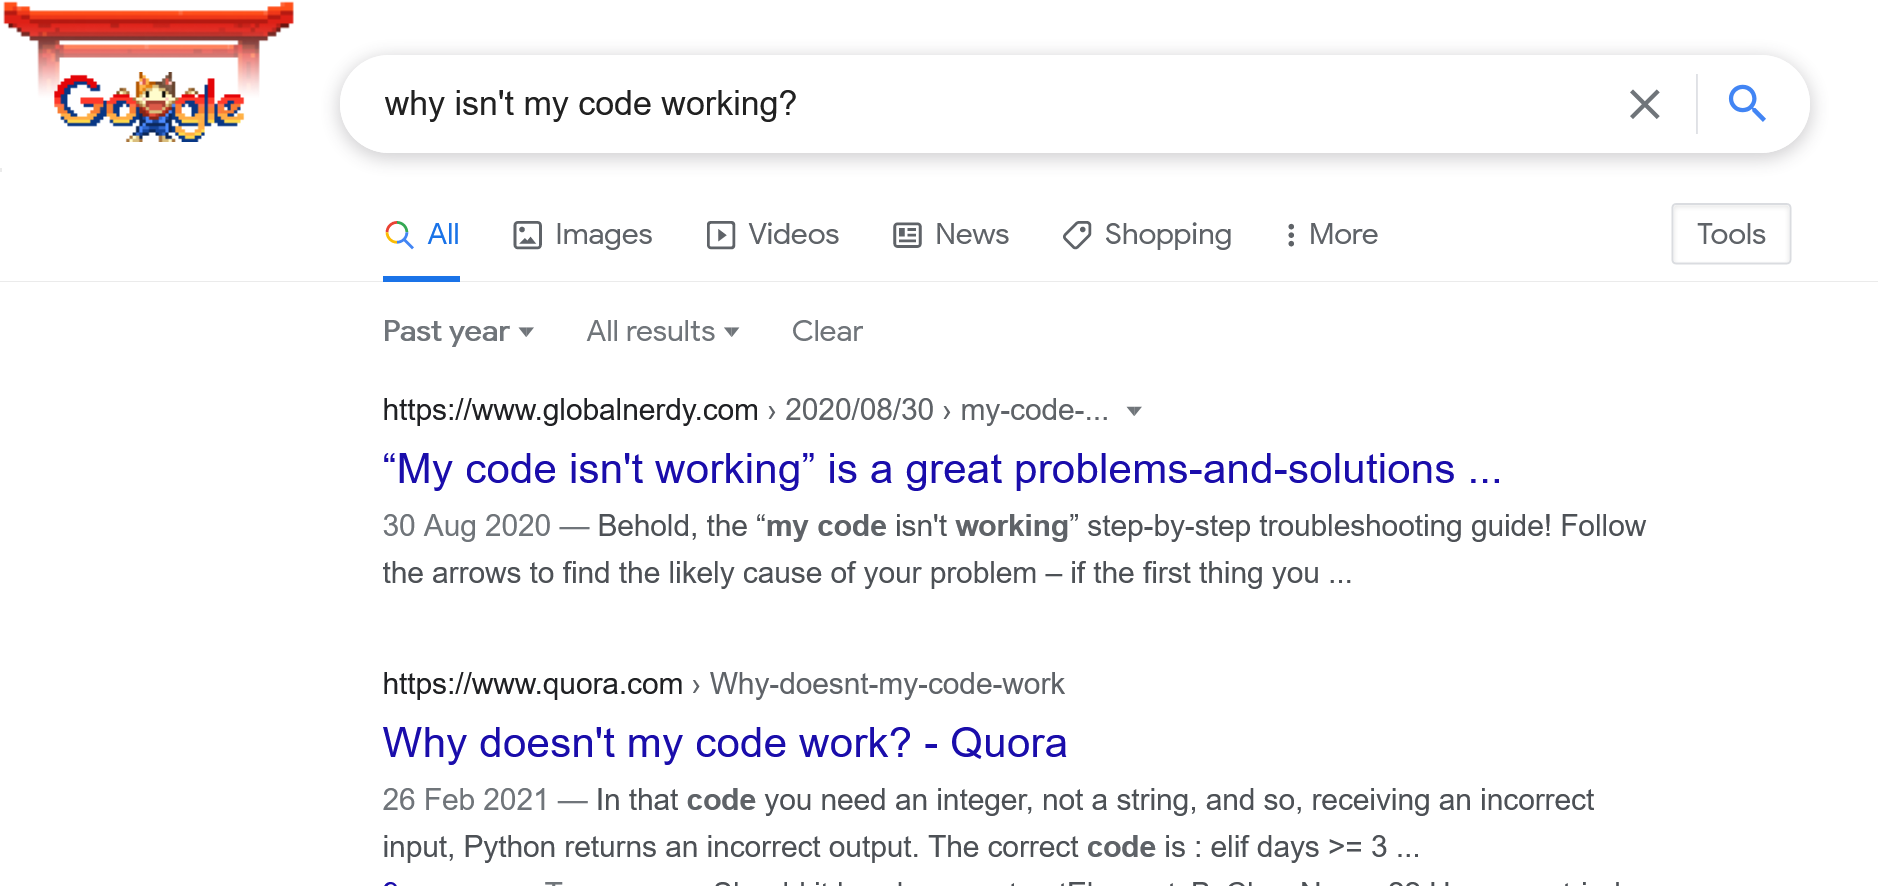 Google
why isn't my code working?
All Images Videos News Shopping More Tools
Past year All results Clear
https://www.globalnerdy.com › 2020/08/30 › my-code-...
“My code isn't working” is a great problems-and-solutions ...
30 Aug 2020 — Behold, the “my code isn't working” step-by-step troubleshooting guide! Follow
the arrows to find the likely cause of your problem – if the first thing you ...
https://www.quora.com › Why-doesnt-my-code-work
Why doesn't my code work? - Quora
26 Feb 2021 — In that code you need an integer, not a string, and so, receiving an incorrect
input, Python returns an incorrect output. The correct code is : elif days >= 3 ...